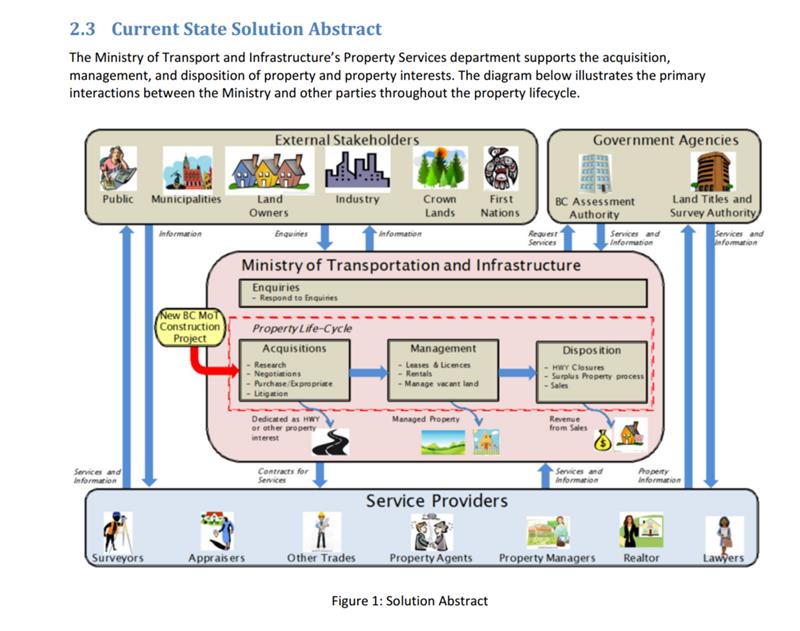 2.3 Current State Solution Abstract
The Ministry of Transport and Infrastructure's Property Services department supports the acquisition,
management, and disposition of property and property interests. The diagram below illustrates the primary
interactions between the Ministry and other parties throughout the property lifecycle.
External Stakeholders
Public
Municipalities
Land
Owners
Industry
Crown
Lands
First
Nations
Government Agencies
BC Assessment
Authority
Land Titles and
Survey Authority
Information
Enquiries
Information
Request
Services
Services and
Information
Services and
Information
Ministry of Transportation and Infrastructure
Enquiries
- Respond to Enquiries
New BC MoT
Construction
Project
Property Life-Cycle
Acquisitions
- Research
- Negotiations
- Purchase/Expropriate
- Litigation
Management
- Leases & Licences
- Rentals
- Manage vacant land
Disposition
- HWY Closures
- Surplus Property process
- Sales
Dedicated as HWY
or other property
interest
Managed Property
Revenue
from Sales
$
Services and
Information
Contracts for
Services
Services and
Information
Property
Information
Service Providers
Surveyors
Appraisers
Other Trades
Property Agents
Property Managers
Realtor
Lawyers
Figure 1: Solution Abstract